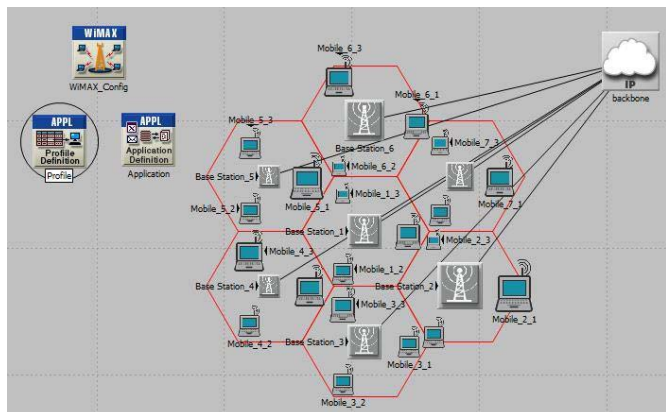 WiMAX
WiMAX_Config
APPL
Profile
Definition
Profile
APPL
Application
Definition
Application
IP
backbone
Mobile_6_3
Mobile_6_1
Base Station_6
Mobile_5_3
Mobile_7_3
Mobile_6_2
Base Station_5
Mobile_5_1
Mobile_1_3
Mobile_7_1
Mobile_5_2
Base Station_1
Mobile_2_3
Mobile_4_3
Mobile_1_2
Base Station_4
Base Station_2
Mobile_3_3
Mobile_2_1
Base Station_3
Mobile_4_2
Mobile_3_1
Mobile_3_2